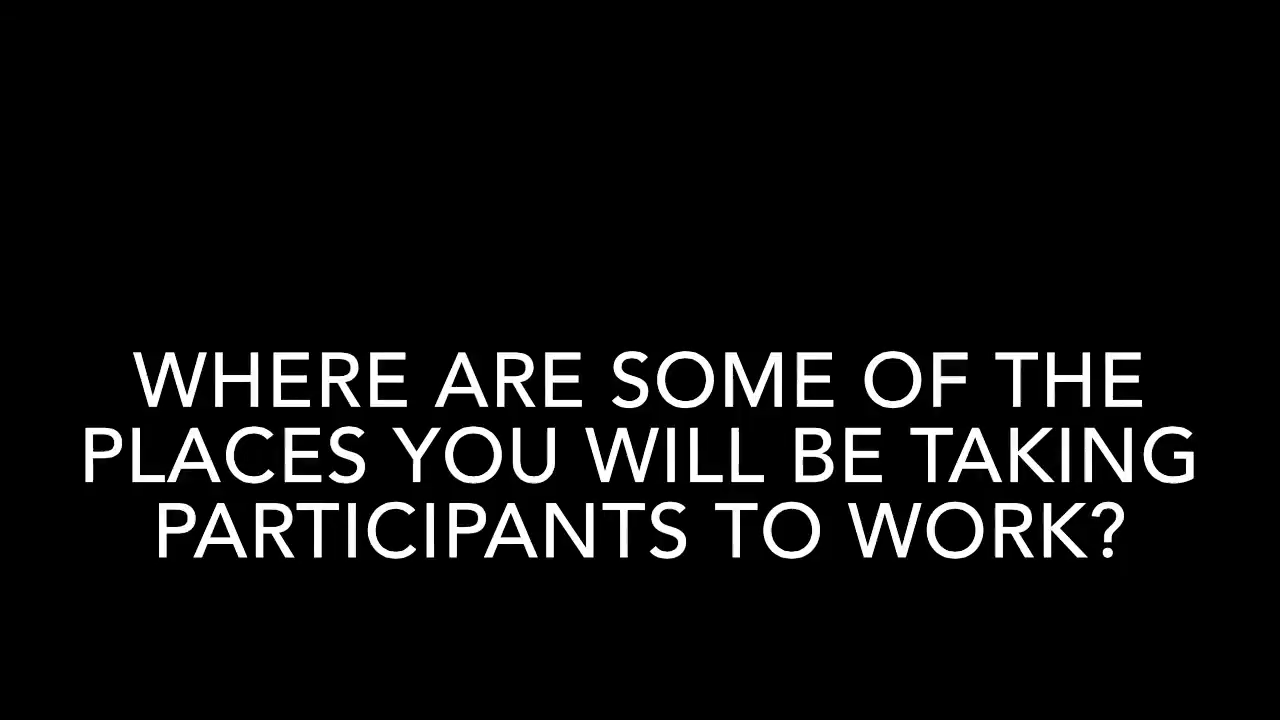 WHERE ARE SOME OF THE
PLACES YOU WILL BE TAKING
PARTICIPANTS TO WORK?